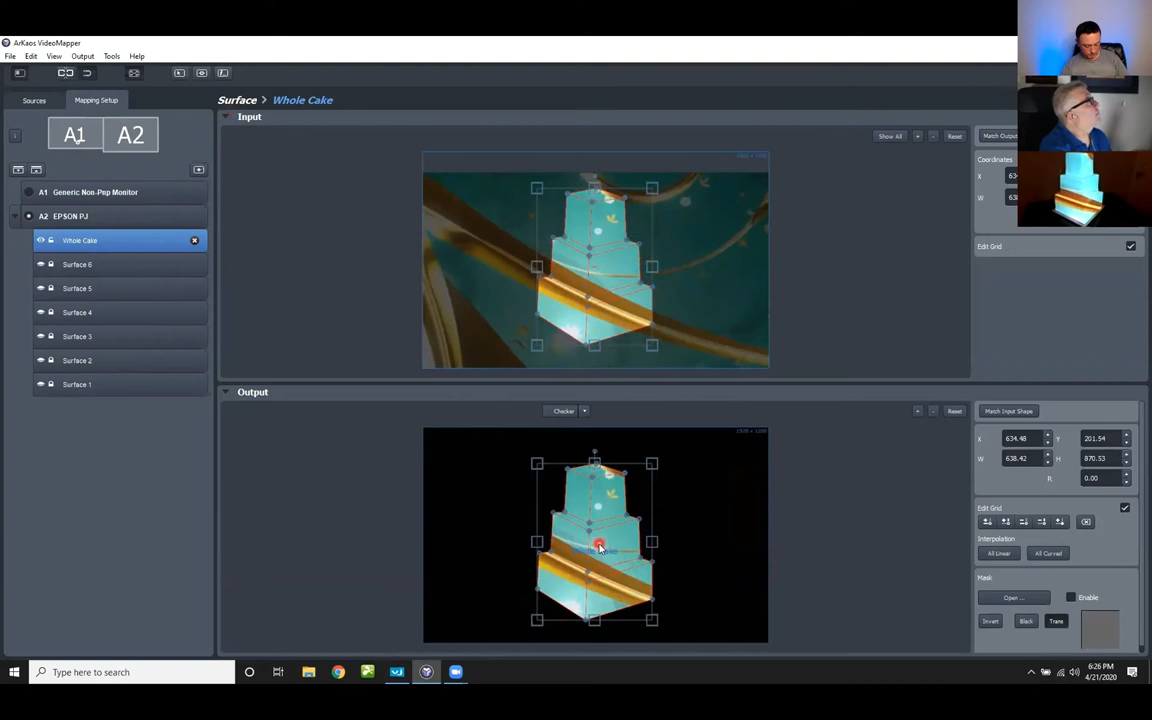 ArKaos VideoMapper
File Edit View Output Tools Help
Sources Mapping Setup
Surface > Whole Cake
Input
A1 A2
Show All + - Reset
Match Output
Coordinates
X 634
W 638
A1 Generic Non-Pnp Monitor
A2 EPSON PJ
Whole Cake
Surface 6
Surface 5
Surface 4
Surface 3
Surface 2
Surface 1
Edit Grid
Output
Checker
+ - Reset
1920 x 1200
Match Input Shape
X 634.48 Y 201.54
W 638.42 H 870.53
R 0.00
Edit Grid
Interpolation
All Linear All Curved
Mask
Open ... Enable
Invert Black Trans
Type here to search
6:26 PM
4/21/2020